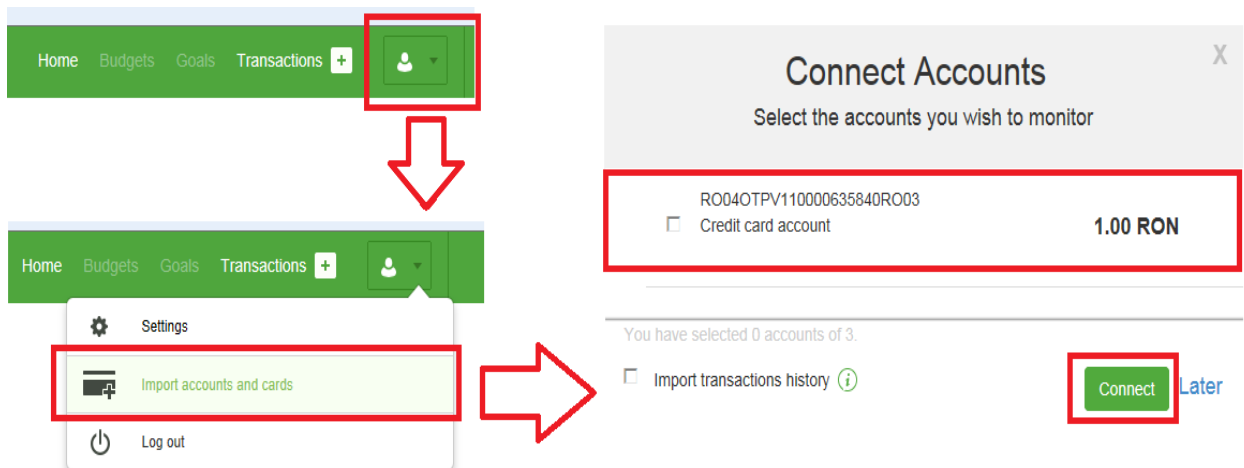 Home Budgets Goals Transactions +
Home Budgets Goals Transactions +
Settings
Import accounts and cards
Log out
X
Connect Accounts
Select the accounts you wish to monitor
RO04OTPV110000635840RO03
Credit card account 1.00 RON
You have selected 0 accounts of 3.
Import transactions history i
Connect Later